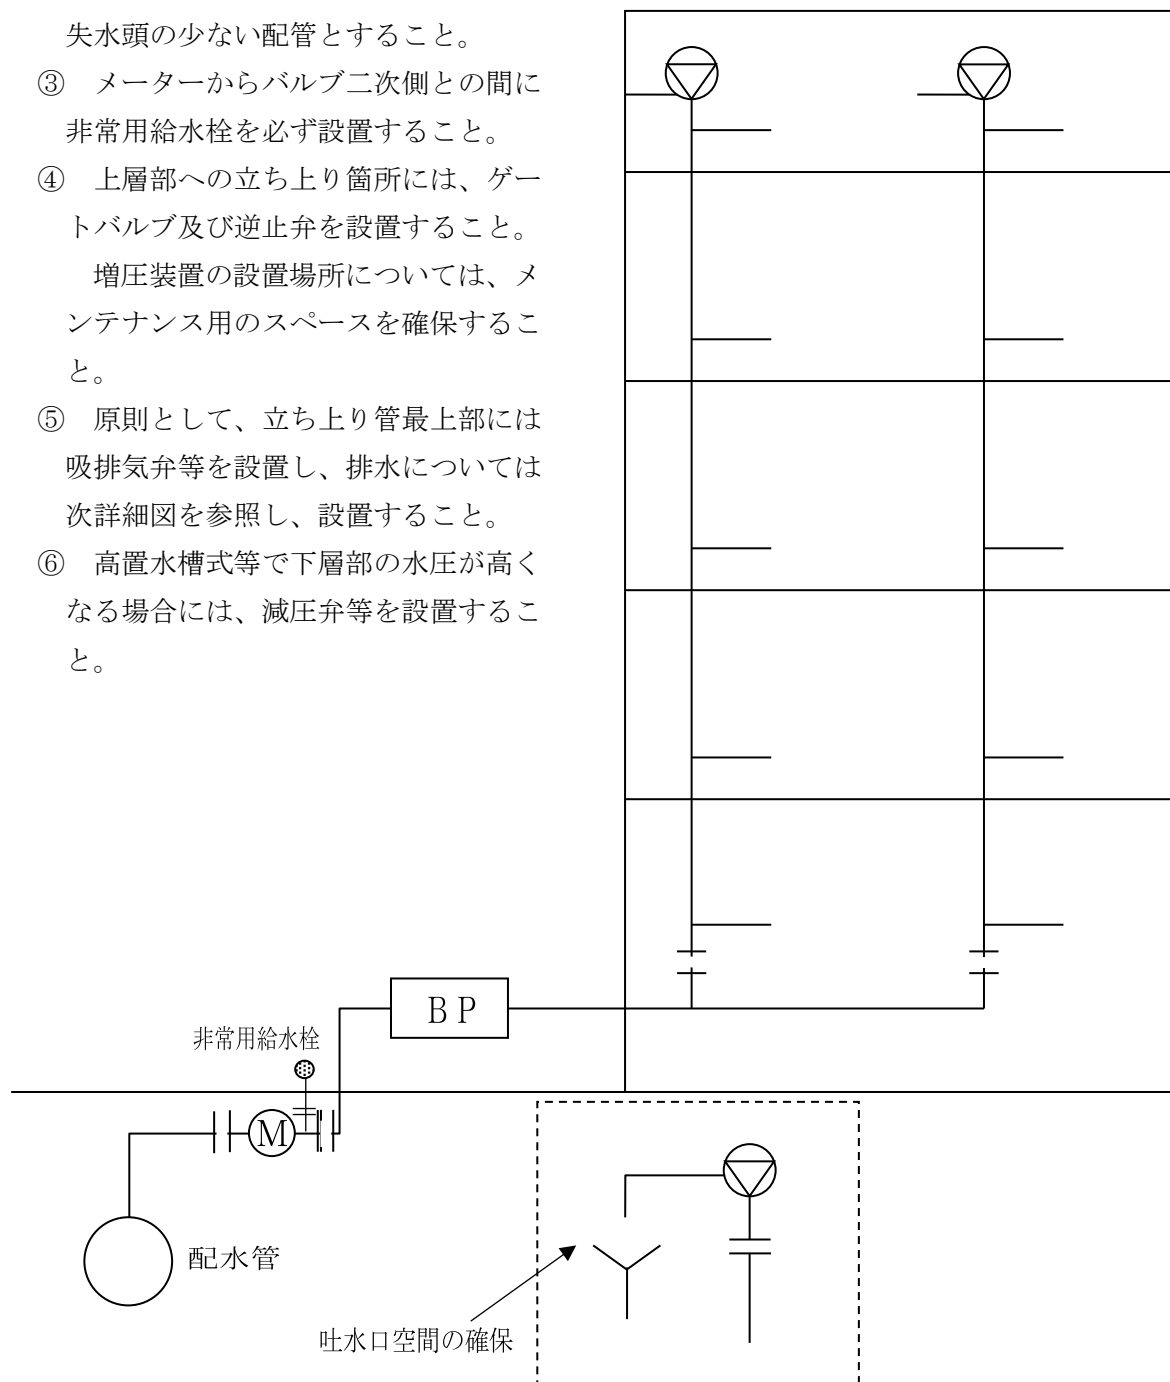 失水頭の少ない配管とすること。
③　メーターからバルブ二次側との間に
非常用給水栓を必ず設置すること。
④　上層部への立ち上り箇所には、ゲー
トバルブ及び逆止弁を設置すること。
増圧装置の設置場所については、メ
ンテナンス用のスペースを確保するこ
と。
⑤　原則として、立ち上り管最上部には
吸排気弁等を設置し、排水については
次詳細図を参照し、設置すること。
⑥　高置水槽式等で下層部の水圧が高く
なる場合には、減圧弁等を設置するこ
と。
ＢＰ
非常用給水栓
M
配水管
吐水口空間の確保